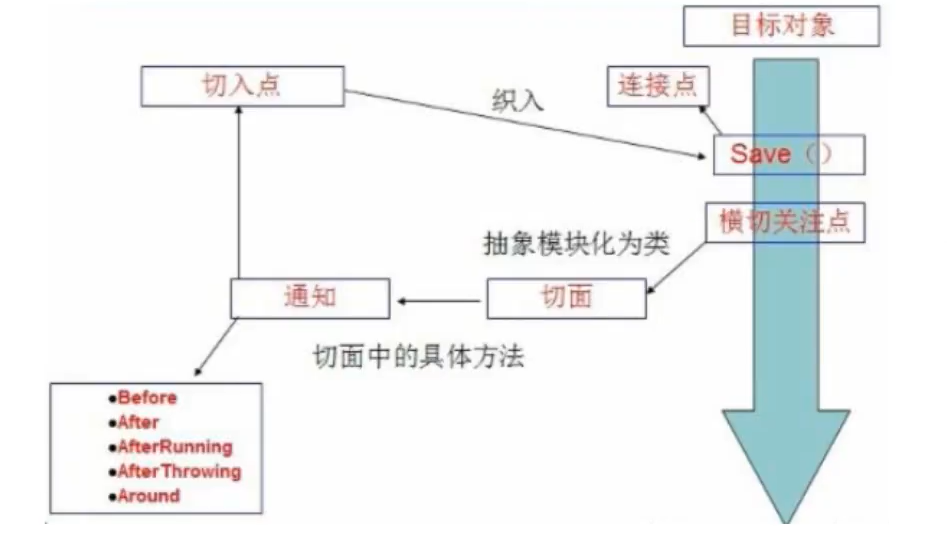 目标对象
切入点
连接点
织入
Save（）
横切关注点
抽象模块化为类
通知
切面
切面中的具体方法
●Before
●After
●AfterRunning
●AfterThrowing
●Around